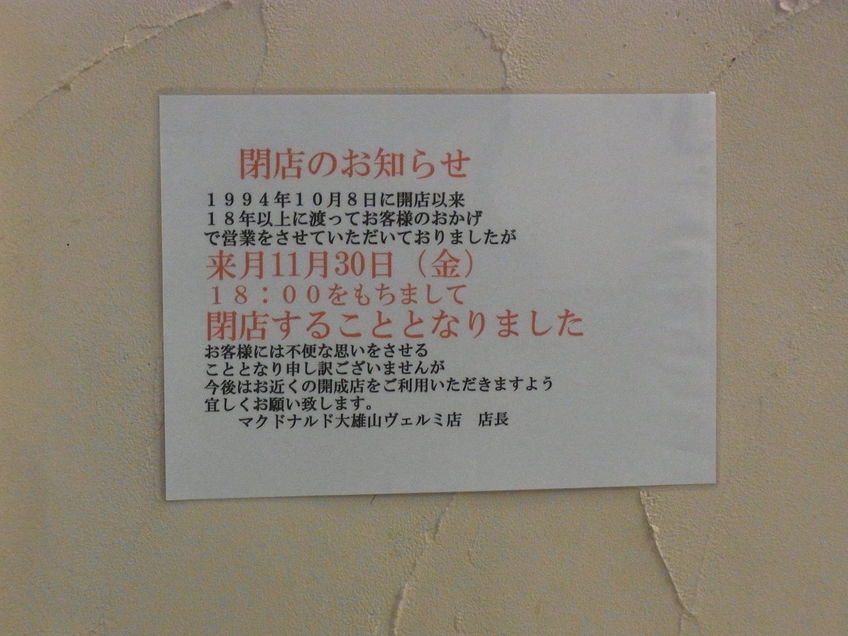 閉店のお知らせ
１９９４年１０月８日に開店以来
１８年以上に渡ってお客様のおかげ
で営業をさせていただいておりましたが
来月11月30日（金）
１８：００をもちまして
閉店することとなりました
お客様には不便な思いをさせる
こととなり申し訳ございませんが
今後はお近くの開成店をご利用いただきますよう
宜しくお願い致します。
マクドナルド大雄山ヴェルミ店　店長